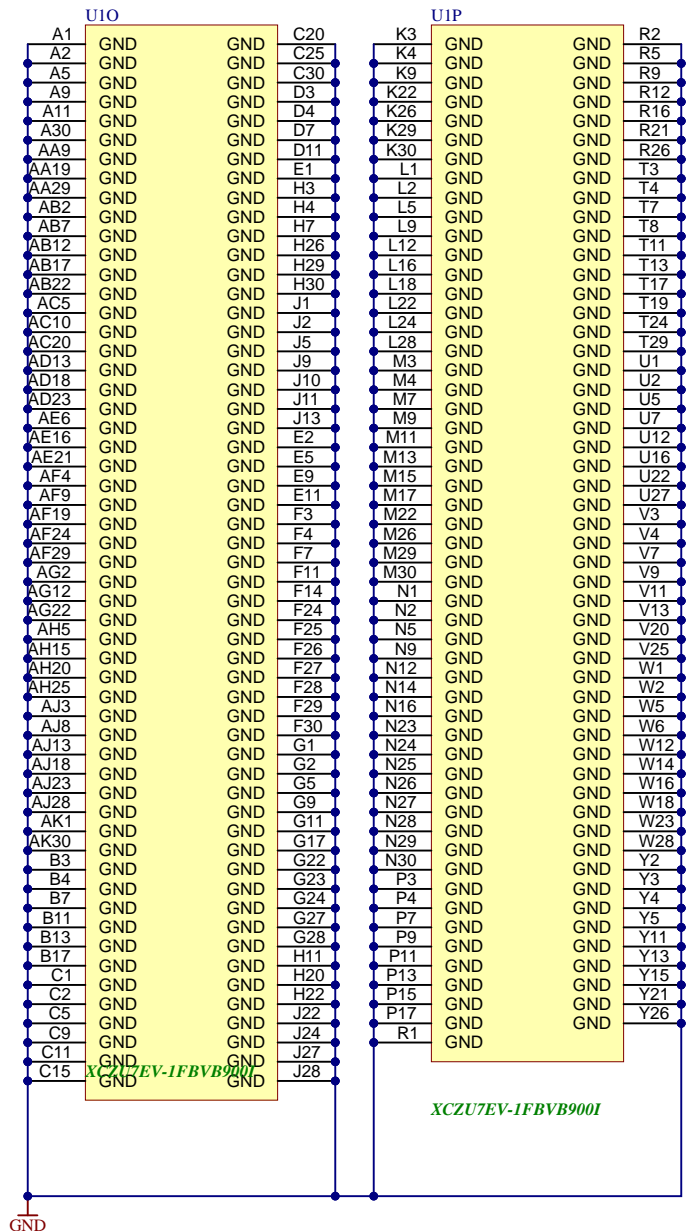 U1O
A1 GND GND C20
A2 GND GND C25
A5 GND GND C30
A9 GND GND D3
A11 GND GND D4
A30 GND GND D7
AA9 GND GND D11
AA19 GND GND E1
AA29 GND GND H3
AB2 GND GND H4
AB7 GND GND H7
AB12 GND GND H26
AB17 GND GND H29
AB22 GND GND H30
AC5 GND GND J1
AC10 GND GND J2
AC20 GND GND J5
AD13 GND GND J9
AD18 GND GND J10
AD23 GND GND J11
AE6 GND GND J13
AE16 GND GND E2
AE21 GND GND E5
AF4 GND GND E9
AF9 GND GND E11
AF19 GND GND F3
AF24 GND GND F4
AF29 GND GND F7
AG2 GND GND F11
AG12 GND GND F14
AG22 GND GND F24
AH5 GND GND F25
AH15 GND GND F26
AH20 GND GND F27
AH25 GND GND F28
AJ3 GND GND F29
AJ8 GND GND F30
AJ13 GND GND G1
AJ18 GND GND G2
AJ23 GND GND G5
AJ28 GND GND G9
AK1 GND GND G11
AK30 GND GND G17
B3 GND GND G22
B4 GND GND G23
B7 GND GND G24
B11 GND GND G27
B13 GND GND G28
B17 GND GND H11
C1 GND GND H20
C2 GND GND H22
C5 GND GND J22
C9 GND GND J24
C11 GND GND J27
C15 GND GND J28
XCZU7EV-1FBVB900I
U1P
K3 GND GND R2
K4 GND GND R5
K9 GND GND R9
K22 GND GND R12
K26 GND GND R16
K29 GND GND R21
K30 GND GND R26
L1 GND GND T3
L2 GND GND T4
L5 GND GND T7
L9 GND GND T8
L12 GND GND T11
L16 GND GND T13
L18 GND GND T17
L22 GND GND T19
L24 GND GND T24
L28 GND GND T29
M3 GND GND U1
M4 GND GND U2
M7 GND GND U5
M9 GND GND U7
M11 GND GND U12
M13 GND GND U16
M15 GND GND U22
M17 GND GND U27
M22 GND GND V3
M26 GND GND V4
M29 GND GND V7
M30 GND GND V9
N1 GND GND V11
N2 GND GND V13
N5 GND GND V20
N9 GND GND V25
N12 GND GND W1
N14 GND GND W2
N16 GND GND W5
N23 GND GND W6
N24 GND GND W12
N25 GND GND W14
N26 GND GND W16
N27 GND GND W18
N28 GND GND W23
N29 GND GND W28
N30 GND GND Y2
P3 GND GND Y3
P4 GND GND Y4
P7 GND GND Y5
P9 GND GND Y11
P11 GND GND Y13
P13 GND GND Y15
P15 GND GND Y21
P17 GND GND Y26
R1 GND
XCZU7EV-1FBVB900I
GND